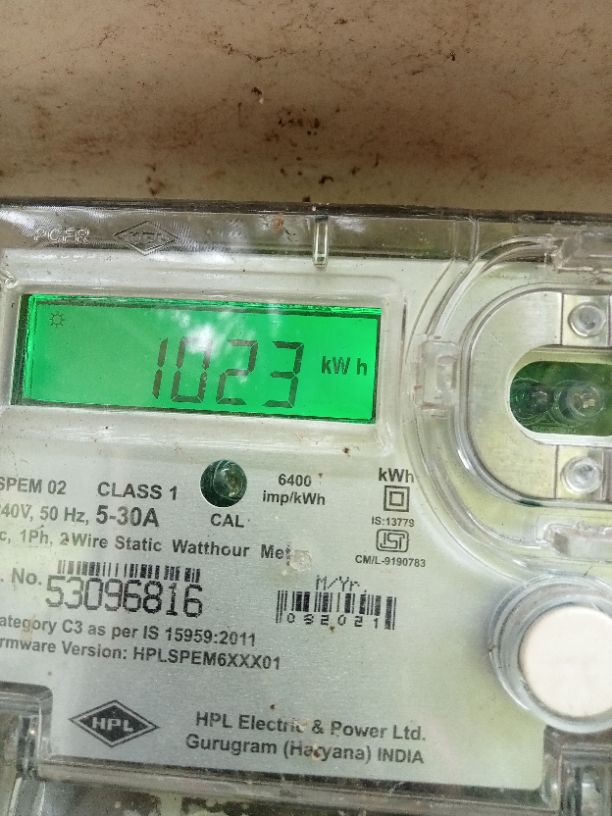 1023 kWh
SPEM 02 CLASS 1
240V, 50 Hz, 5-30A
CAL
6400
imp/kWh
kWh
IS:13779
ISI
CM/L-9190783
c, 1Ph, 2Wire Static Watthour
. No. 53096816
M/Yr.
082021
ategory C3 as per IS 15959:2011
rmware Version: HPLSPEM6XXX01
HPL
HPL Electric & Power Ltd.
Gurugram (Haryana) INDIA